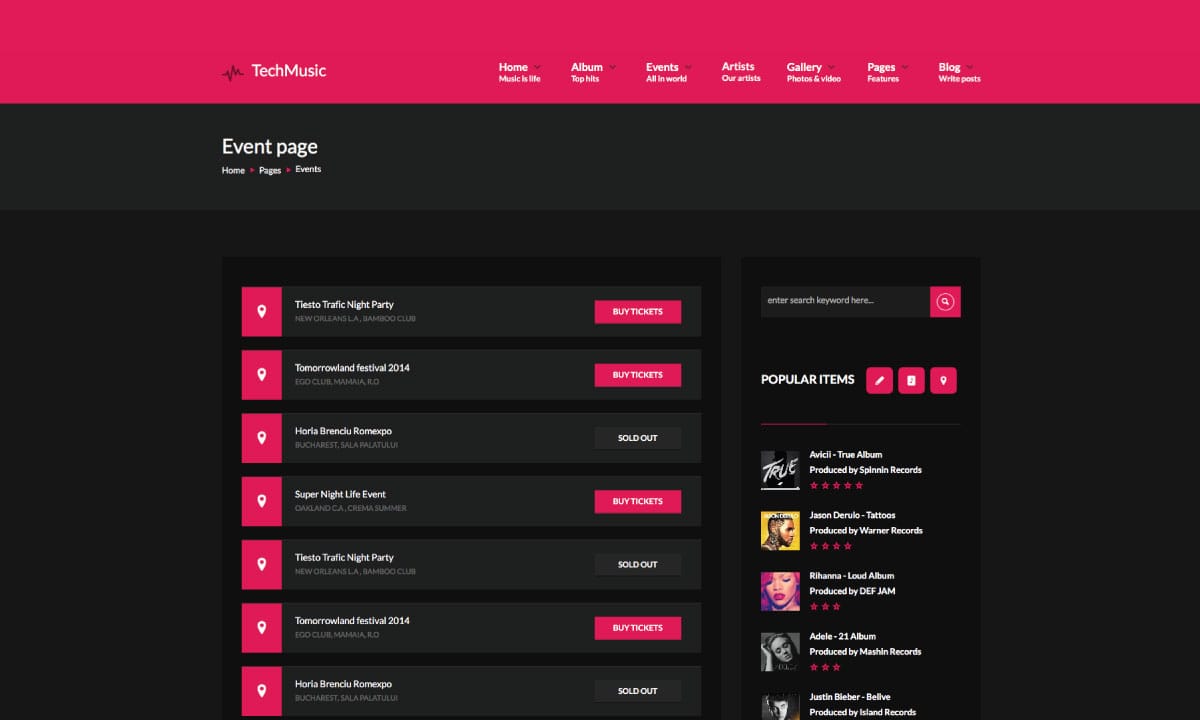 TechMusic
Home
Music is life
Album
Top hits
Events
All in world
Artists
Our artists
Gallery
Photos & video
Pages
Features
Blog
Write posts
Event page
Home Pages Events
Tiesto Trafic Night Party
NEW ORLEANS L.A , BAMBOO CLUB
BUY TICKETS
Tomorrowland festival 2014
EGO CLUB, MAMAIA, R.O
BUY TICKETS
Horia Brenciu Romexpo
BUCHAREST, SALA PALATULUI
SOLD OUT
Super Night Life Event
OAKLAND C.A , CREMA SUMMER
BUY TICKETS
Tiesto Trafic Night Party
NEW ORLEANS L.A , BAMBOO CLUB
SOLD OUT
Tomorrowland festival 2014
EGO CLUB, MAMAIA, R.O
BUY TICKETS
Horia Brenciu Romexpo
BUCHAREST, SALA PALATULUI
SOLD OUT
enter search keyword here...
POPULAR ITEMS
TRUE
Avicii - True Album
Produced by Spinnin Records
JASON DERULO
Jason Derulo - Tattoos
Produced by Warner Records
Rihanna - Loud Album
Produced by DEF JAM
Adele - 21 Album
Produced by Mashin Records
Justin Bieber - Belive
Produced by Island Records